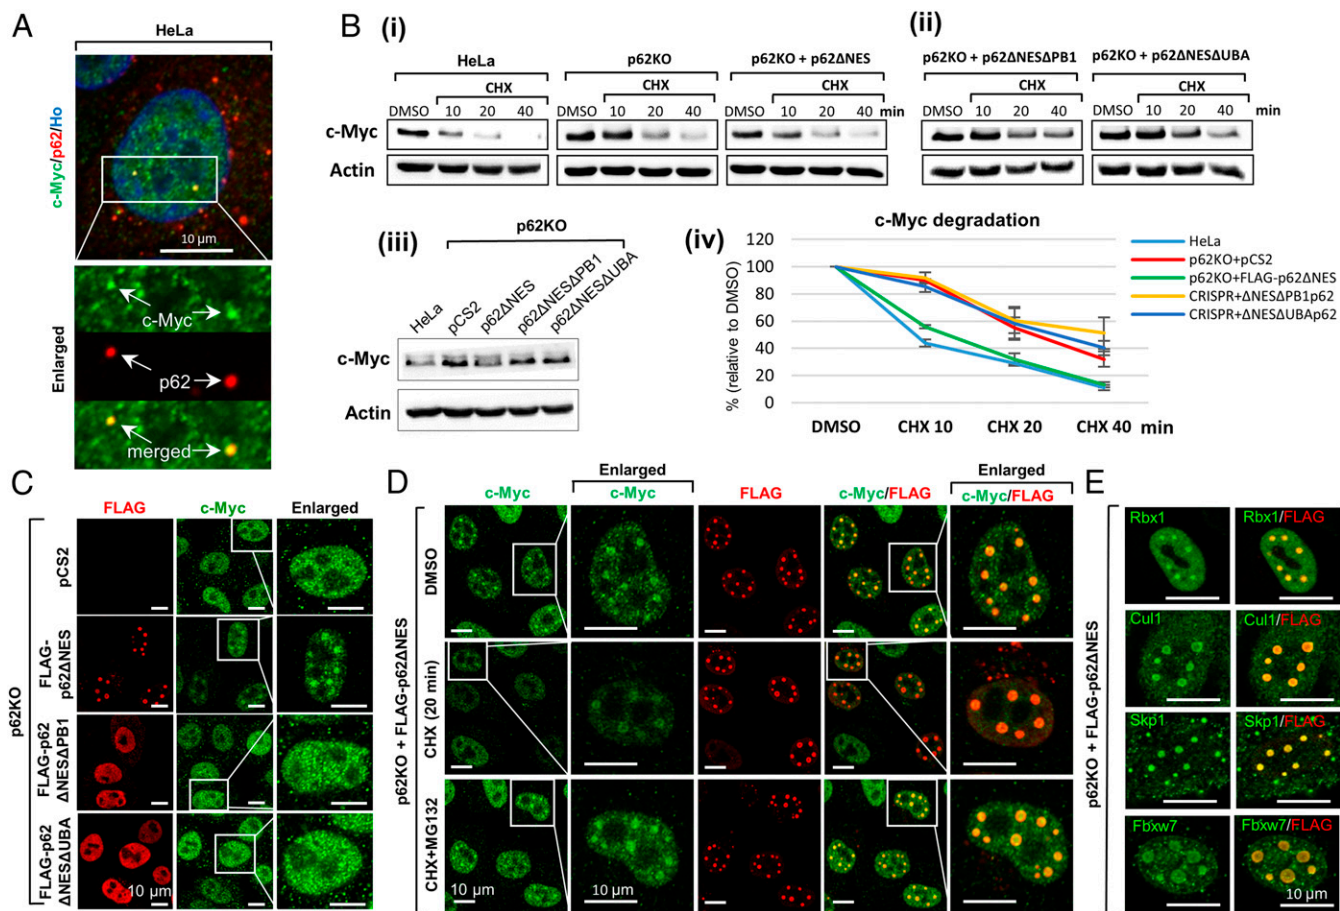 A
HeLa
c-Myc/p62/Ho
10 µm
Enlarged
c-Myc
p62
merged
B
(i)
HeLa
p62KO
p62KO + p62ΔNES
CHX
CHX
CHX
DMSO 10 20 40
DMSO 10 20 40
DMSO 10 20 40 min
c-Myc
Actin
(ii)
p62KO + p62ΔNESΔPB1
p62KO + p62ΔNESΔUBA
CHX
CHX
DMSO 10 20 40
DMSO 10 20 40 min
(iii)
p62KO
HeLa
pCS2
p62ΔNES
p62ΔNESΔPB1
p62ΔNESΔUBA
c-Myc
Actin
(iv)
c-Myc degradation
% (relative to DMSO)
120
100
80
60
40
20
0
DMSO CHX 10 CHX 20 CHX 40 min
HeLa
p62KO+pCS2
p62KO+FLAG-p62ΔNES
CRISPR+ΔNESΔPB1p62
CRISPR+ΔNESΔUBAp62
C
FLAG c-Myc Enlarged
p62KO
pCS2
FLAG-
p62ΔNES
FLAG-p62
ΔNESΔPB1
FLAG-p62
ΔNESΔUBA
10 µm
10 µm
D
Enlarged
Enlarged
c-Myc c-Myc FLAG c-Myc/FLAG c-Myc/FLAG
p62KO + FLAG-p62ΔNES
DMSO
CHX (20 min)
CHX+MG132
10 µm
10 µm
10 µm
E
p62KO + FLAG-p62ΔNES
Rbx1 Rbx1/FLAG
Cul1 Cul1/FLAG
Skp1 Skp1/FLAG
Fbxw7 Fbxw7/FLAG
10 µm